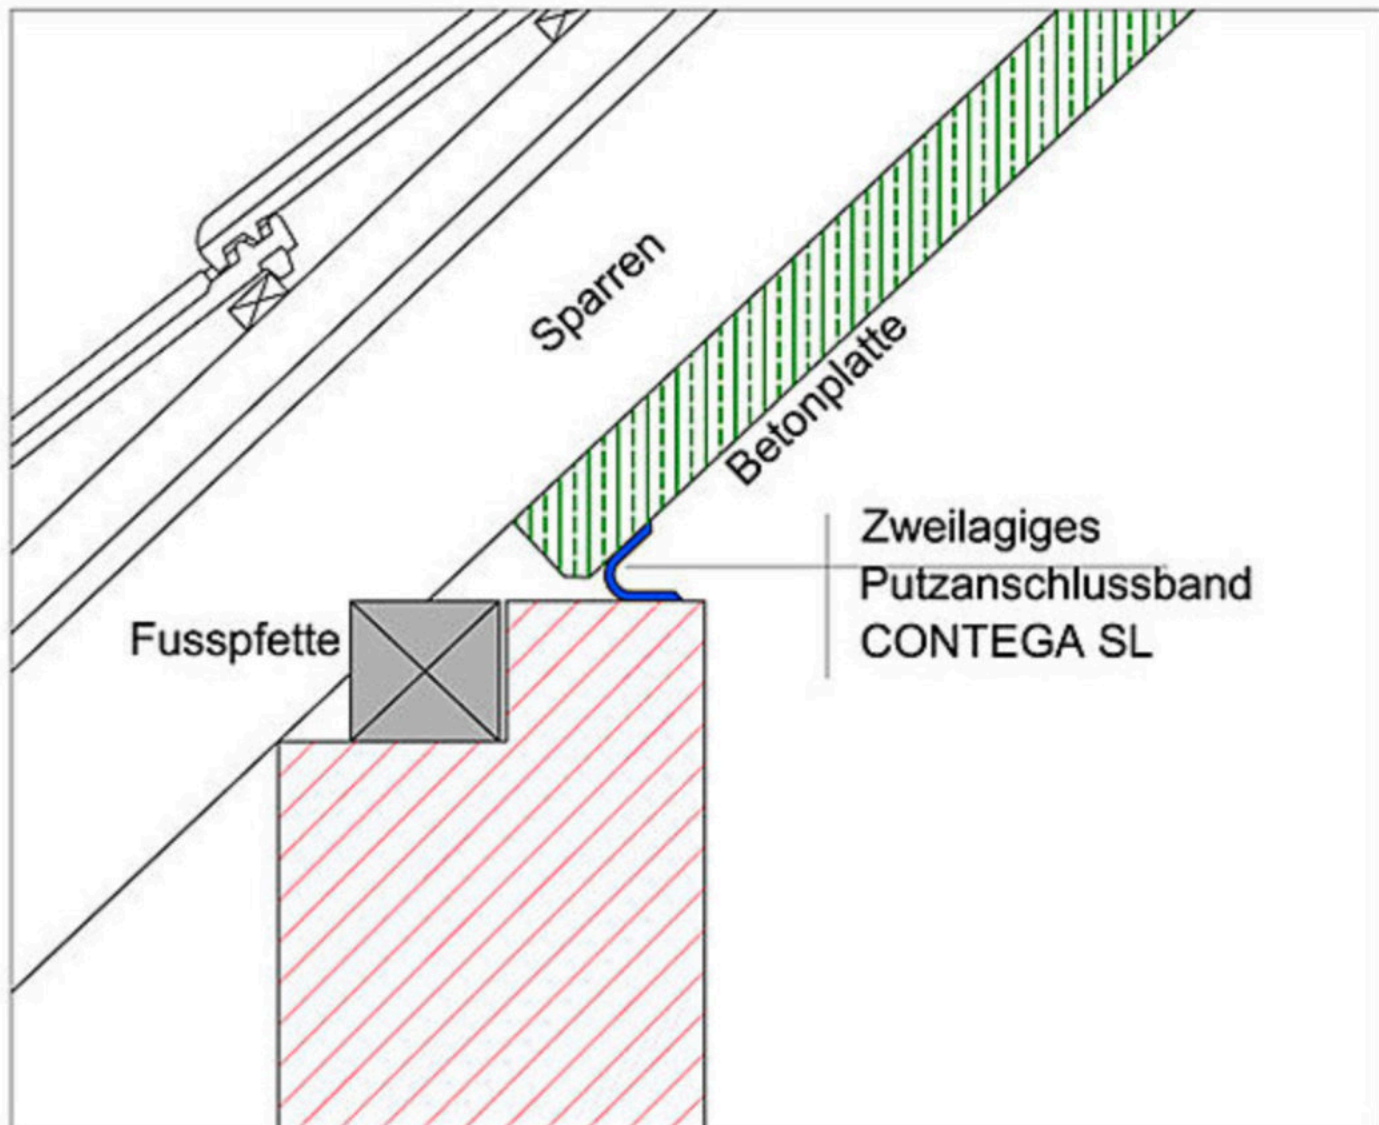 Sparren
Betonplatte
Zweilagiges
Putzanschlussband
CONTEGA SL
Fusspfette